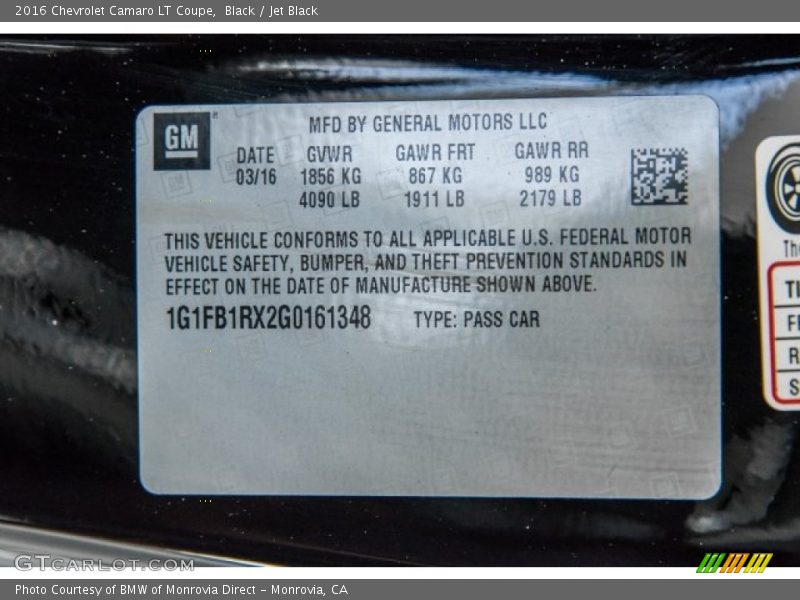 2016 Chevrolet Camaro LT Coupe,  Black / Jet Black
GM
MFD BY GENERAL MOTORS LLC
DATE GVWR GAWR FRT GAWR RR
03/16 1856 KG 867 KG 989 KG
4090 LB 1911 LB 2179 LB
THIS VEHICLE CONFORMS TO ALL APPLICABLE U.S. FEDERAL MOTOR
VEHICLE SAFETY, BUMPER, AND THEFT PREVENTION STANDARDS IN
EFFECT ON THE DATE OF MANUFACTURE SHOWN ABOVE.
1G1FB1RX2G0161348 TYPE: PASS CAR
GTCARLOT.COM
Photo Courtesy of BMW of Monrovia Direct - Monrovia, CA